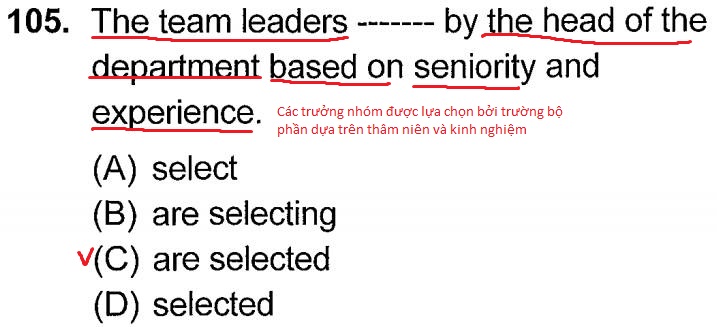 105. The team leaders ------- by the head of the
department based on seniority and
experience. Các trưởng nhóm được lựa chọn bởi trường bộ
phần dựa trên thâm niên và kinh nghiệm
(A) select
(B) are selecting
(C) are selected
(D) selected